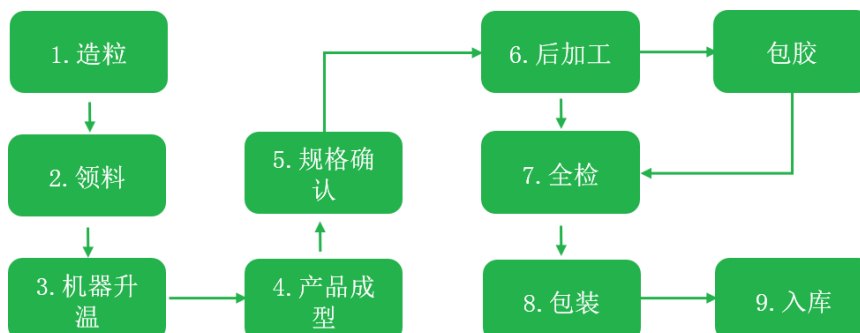 1.造粒
2.领料
3.机器升
温
4.产品成
型
5.规格确
认
6.后加工
包胶
7.全检
8.包装
9.入库